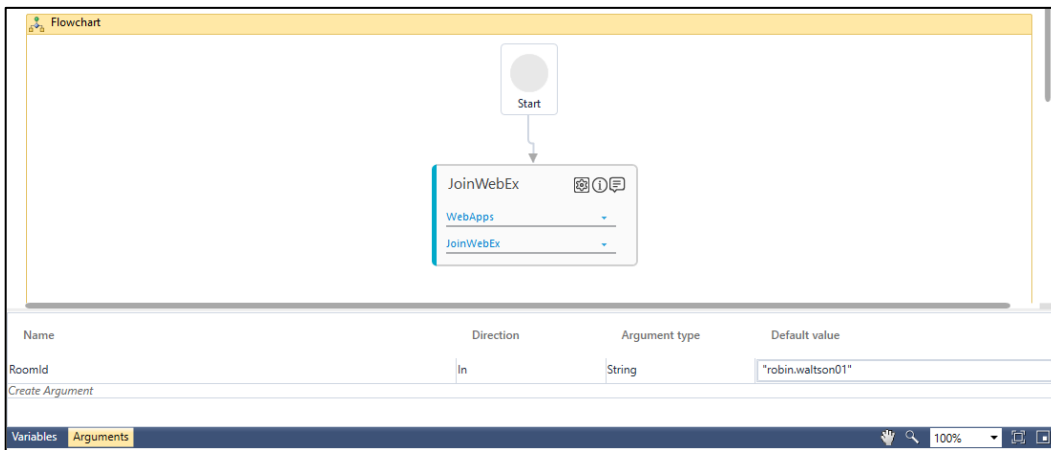 Flowchart
Start
JoinWebEx
WebApps
JoinWebEx
Name Direction Argument type Default value
RoomId In String "robin.waltson01"
Create Argument
Variables Arguments 100%